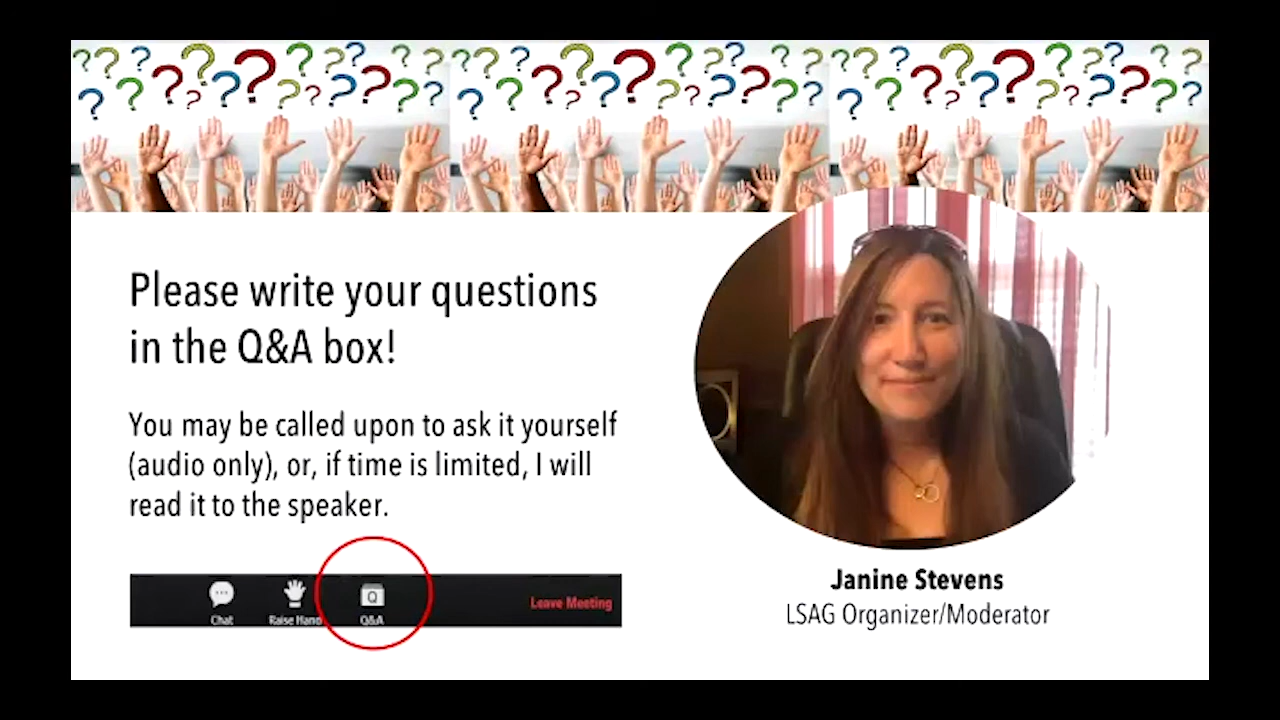 Please write your questions
in the Q&A box!
You may be called upon to ask it yourself
(audio only), or, if time is limited, I will
read it to the speaker.
Chat
Raise Hand
Q
Q&A
Leave Meeting
Janine Stevens
LSAG Organizer/Moderator